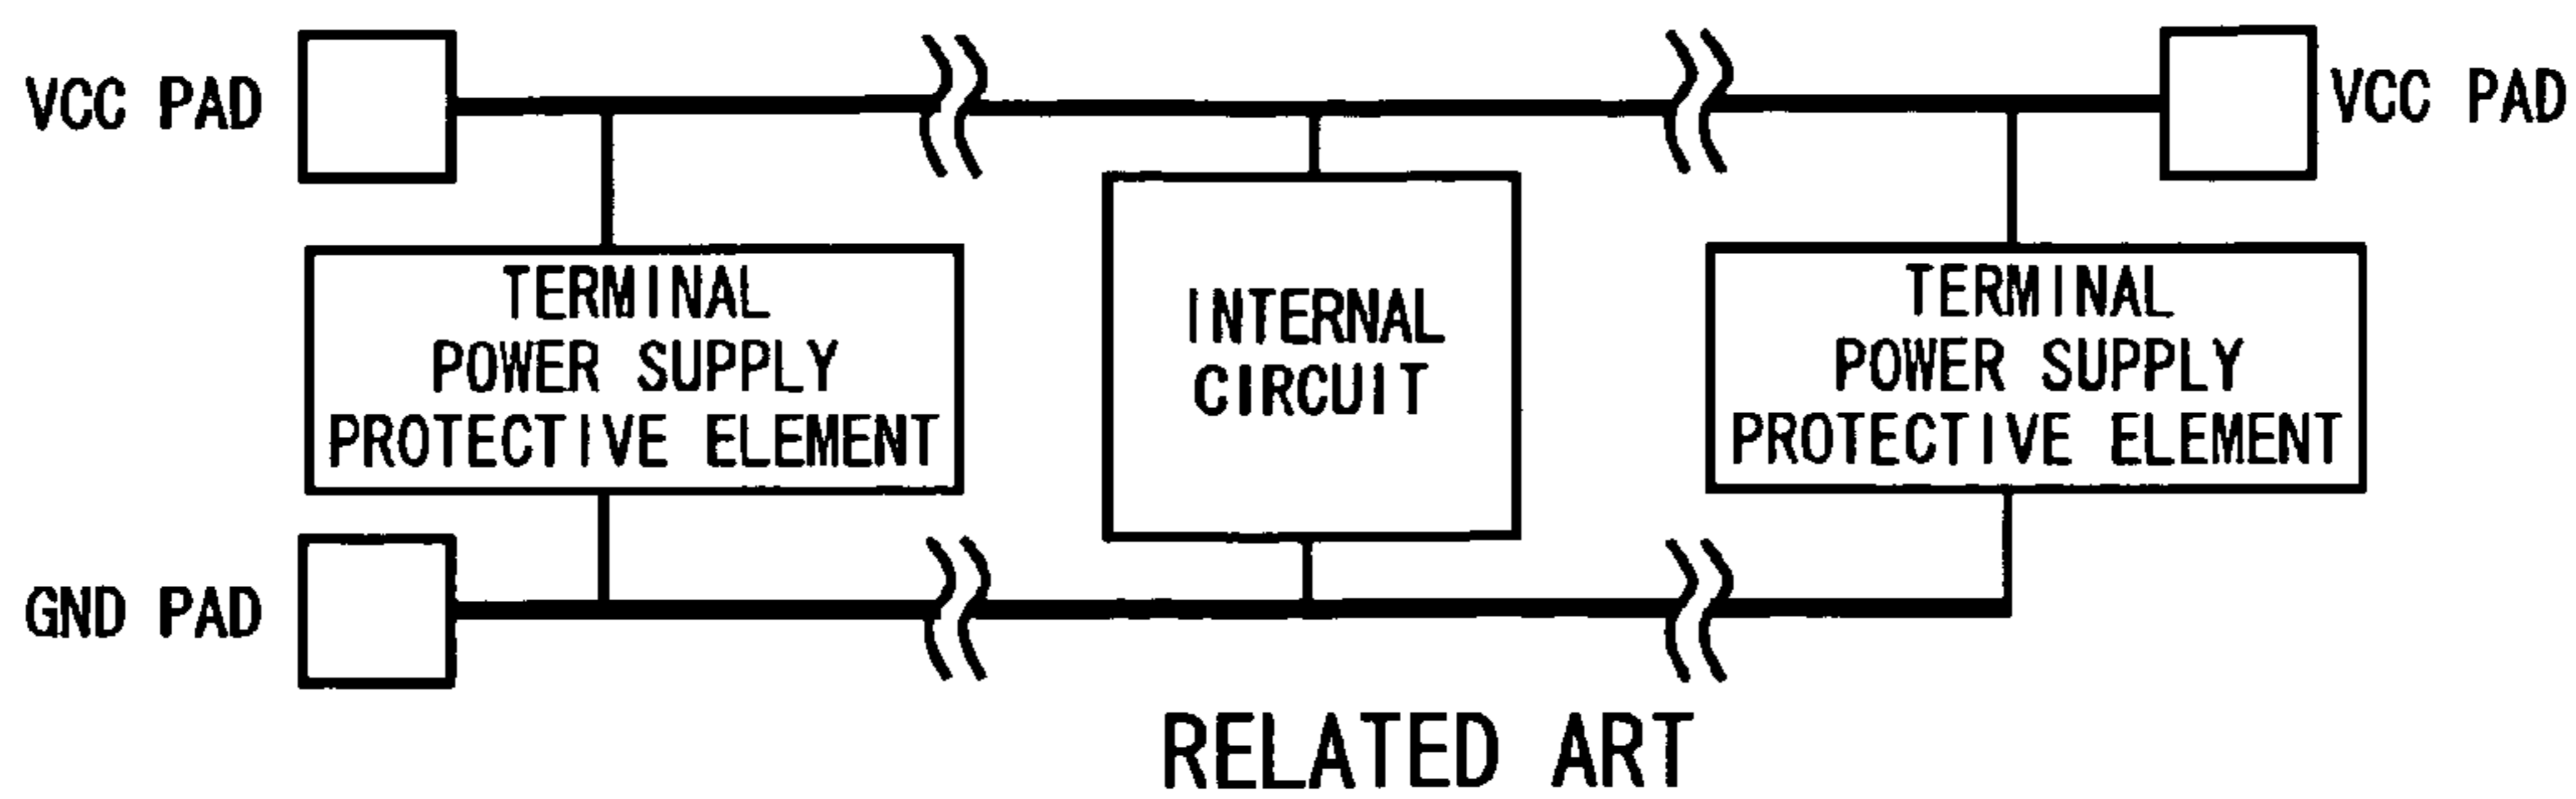 VCC PAD
VCC PAD
TERMINAL
POWER SUPPLY
PROTECTIVE ELEMENT
INTERNAL
CIRCUIT
TERMINAL
POWER SUPPLY
PROTECTIVE ELEMENT
GND PAD
RELATED ART